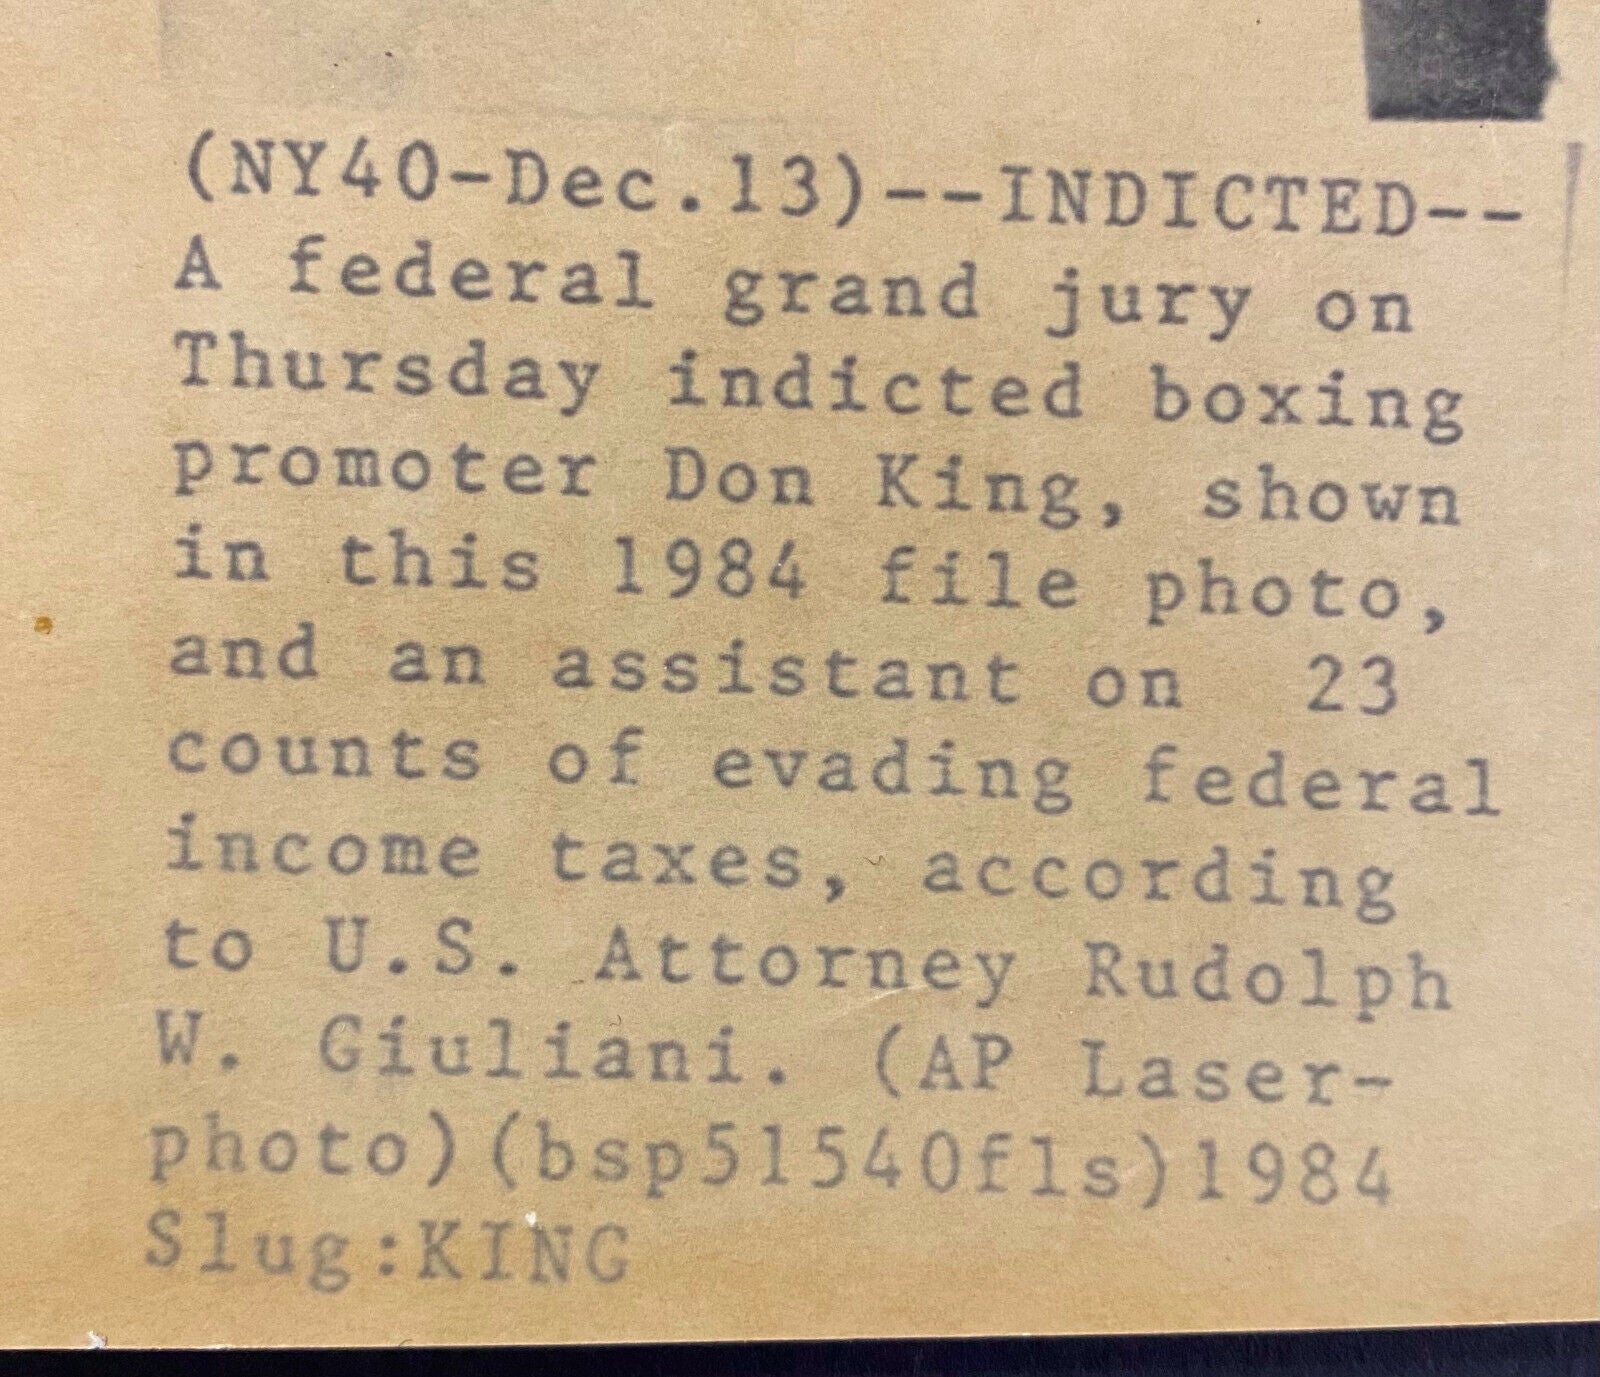 (NY40-Dec.13)--INDICTED--
A federal grand jury on
Thursday indicted boxing
promoter Don King, shown
in this 1984 file photo,
and an assistant on  23
counts of evading federal
income taxes, according
to U.S. Attorney Rudolph
W. Giuliani. (AP Laser-
photo)(bsp51540fls)1984
Slug:KING